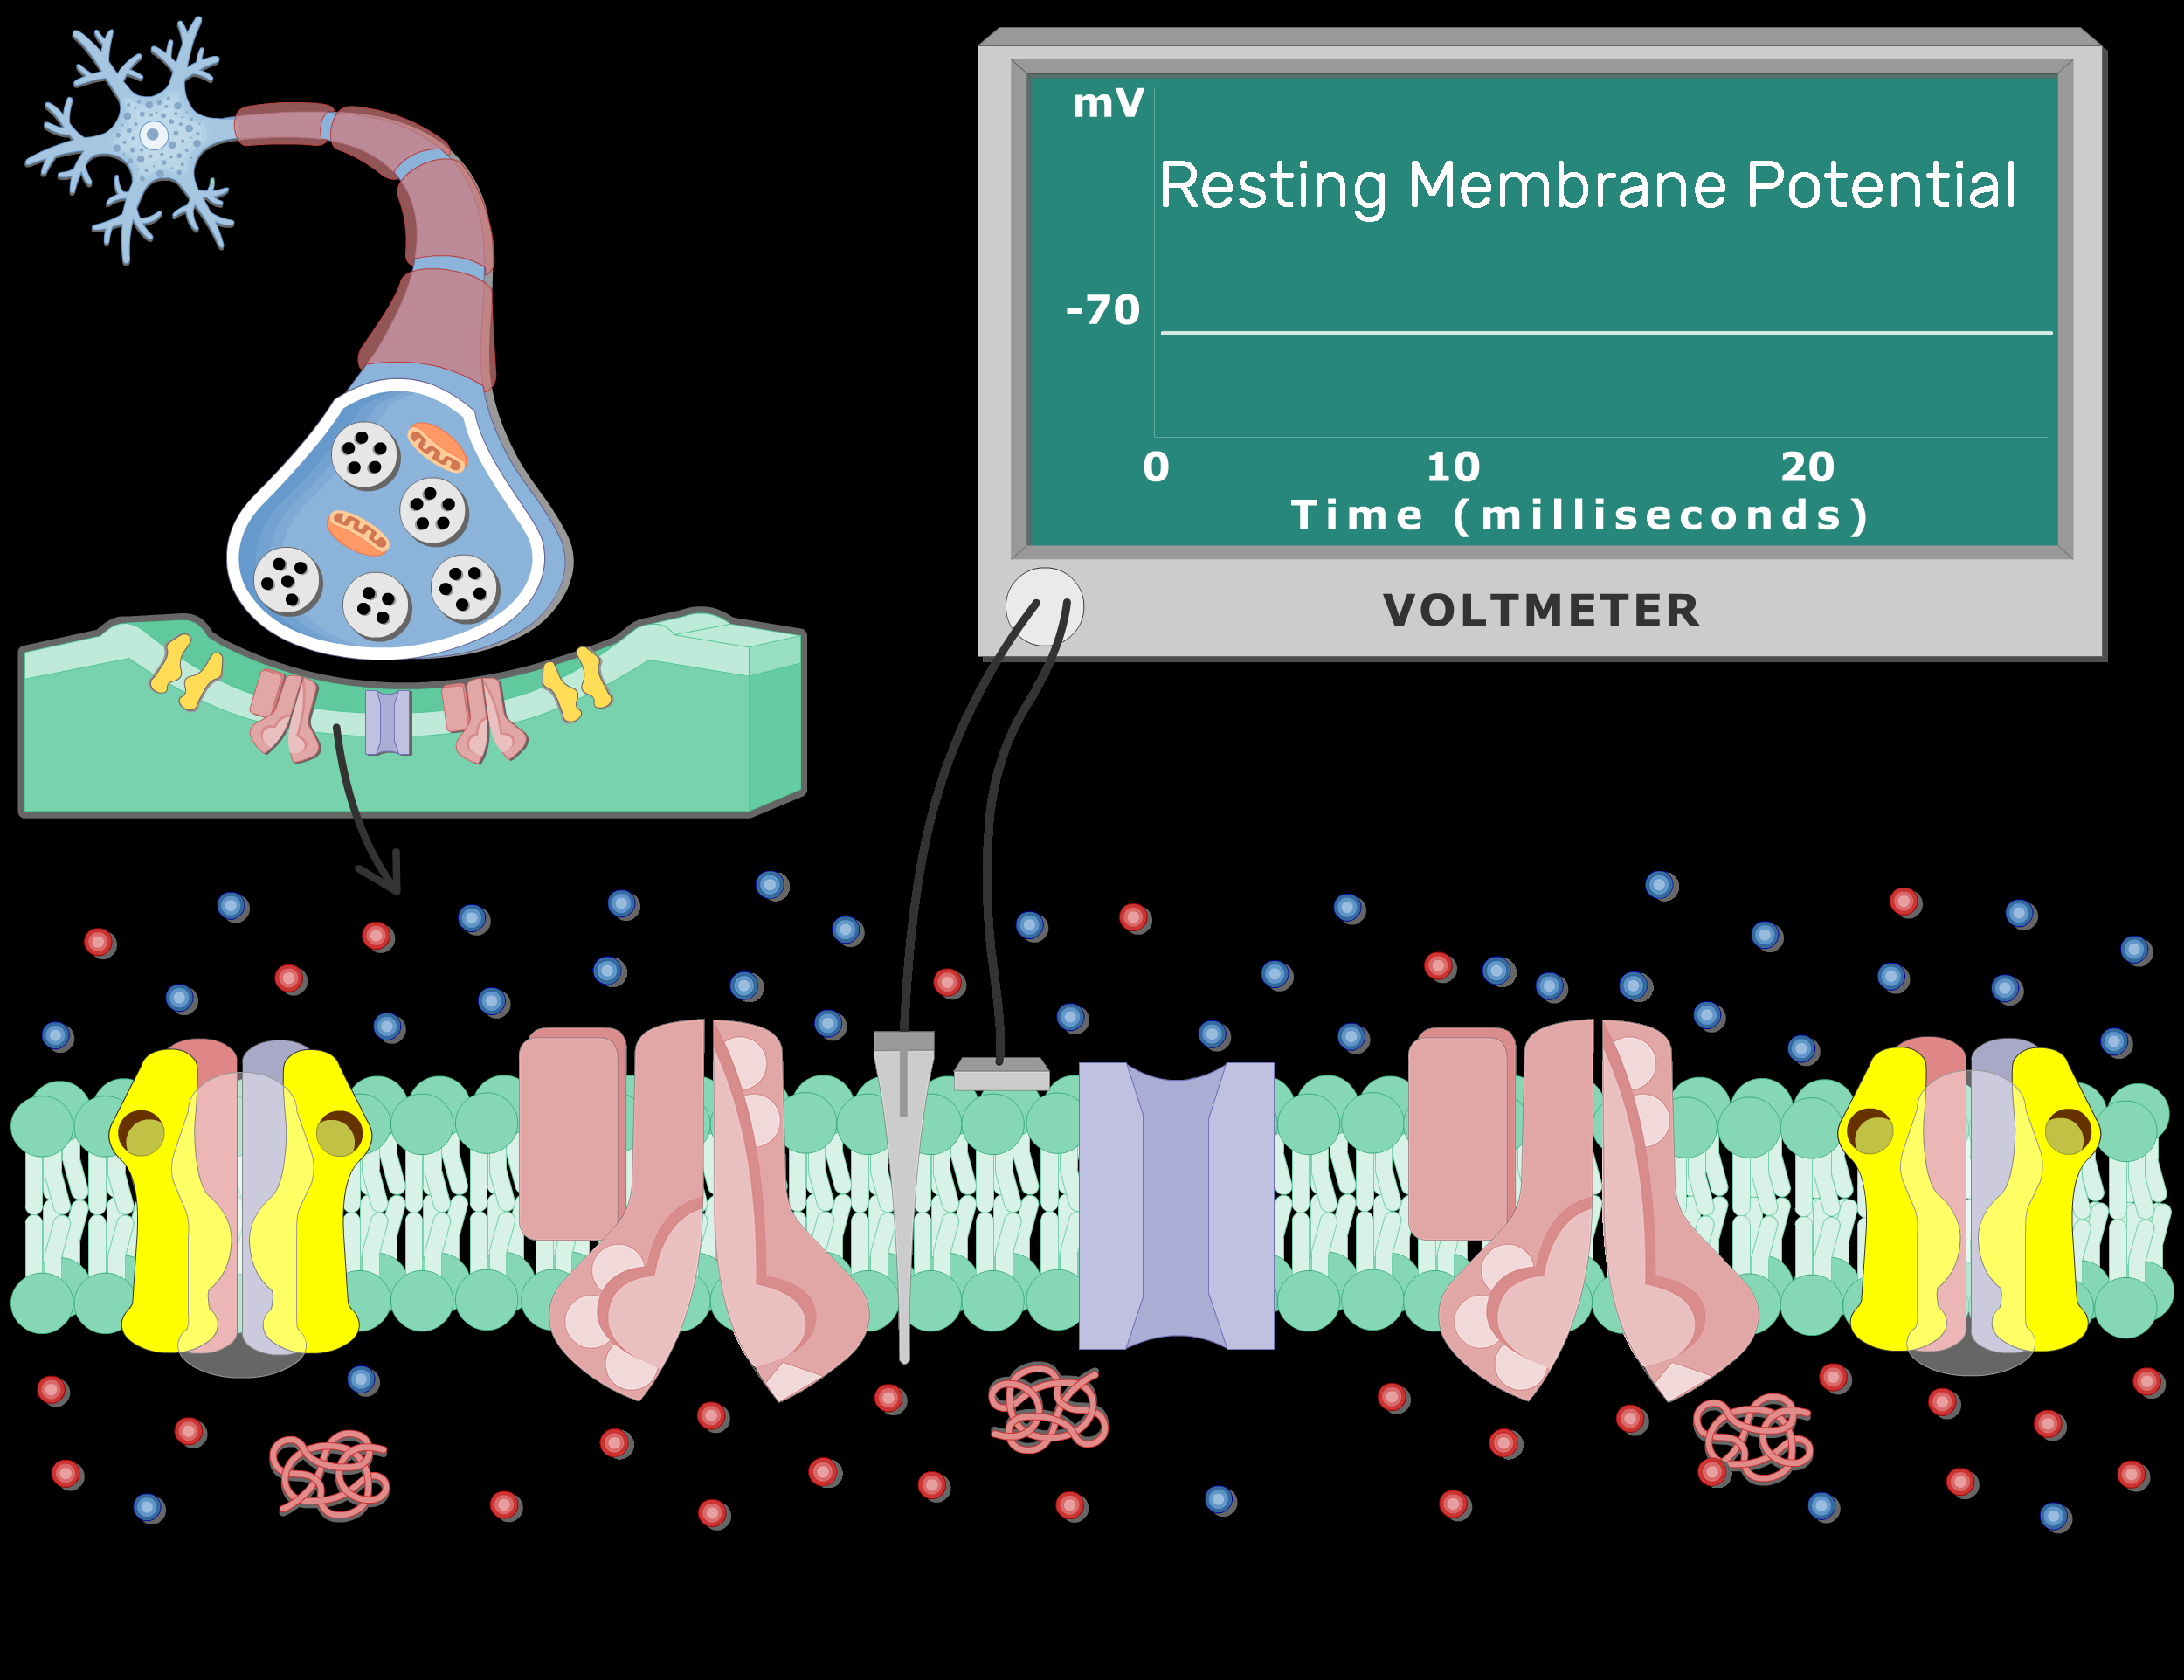 mV
Resting Membrane Potential
-70
0 10 20
Time (milliseconds)
VOLTMETER